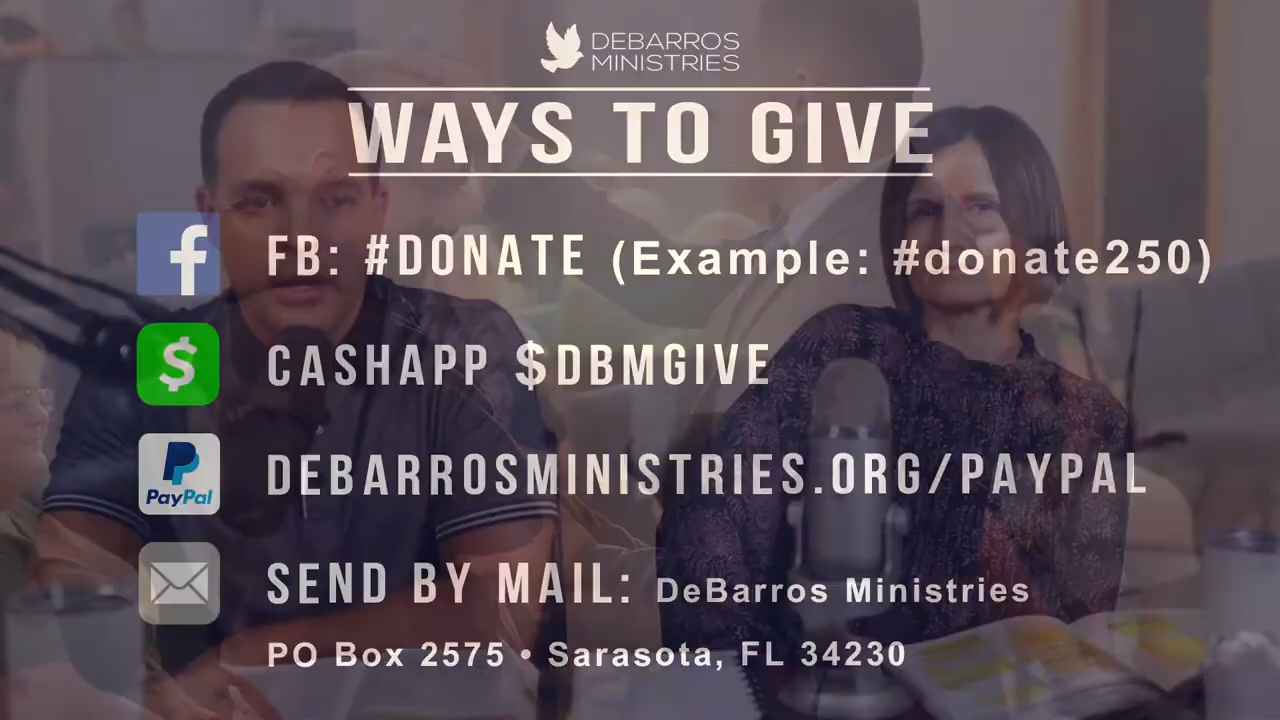 DEBARROS
MINISTRIES
WAYS TO GIVE
f FB: #DONATE (Example: #donate250)
$ CASHAPP $DBMGIVE
PayPal DEBARROSMINISTRIES.ORG/PAYPAL
SEND BY MAIL: DeBarros Ministries
PO Box 2575 • Sarasota, FL 34230